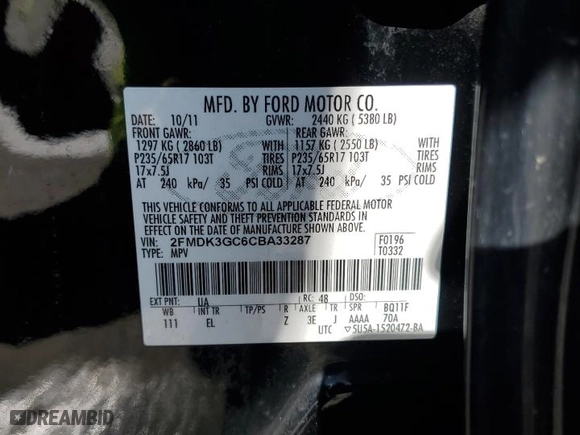 MFD. BY FORD MOTOR CO.
DATE: 10/11 GVWR: 2440 KG ( 5380 LB)
FRONT GAWR: REAR GAWR:
1297 KG ( 2860 LB) WITH 1157 KG ( 2550 LB) WITH
P235/65R17 103T TIRES P235/65R17 103T TIRES
17x7.5J RIMS 17x7.5J RIMS
AT 240 kPa/ 35 PSI COLD AT 240 kPa/ 35 PSI COLD
THIS VEHICLE CONFORMS TO ALL APPLICABLE FEDERAL MOTOR
VEHICLE SAFETY AND THEFT PREVENTION STANDARDS IN
EFFECT ON THE DATE OF MANUFACTURE SHOWN ABOVE.
VIN: 2FMDK3GC6CBA33287 F0196
TYPE: MPV T0332
EXT PNT: UA RC: 48 DSO:
WB INT TR TP/PS R AXLE TR SPR BQ11F
111 EL Z 3E J AAAA 70A
UTC ▽5U5A-1520472-BA
DREAMBID